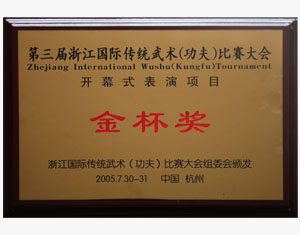 第三届浙江国际传统武术(功夫)比赛大会
Zhejiang International Wushu(Kungfu)Tournament
开幕式表演项目
金杯奖
浙江国际传统武术（功夫）比赛大会组委会颁发
2005.7.30-31 中国 杭州